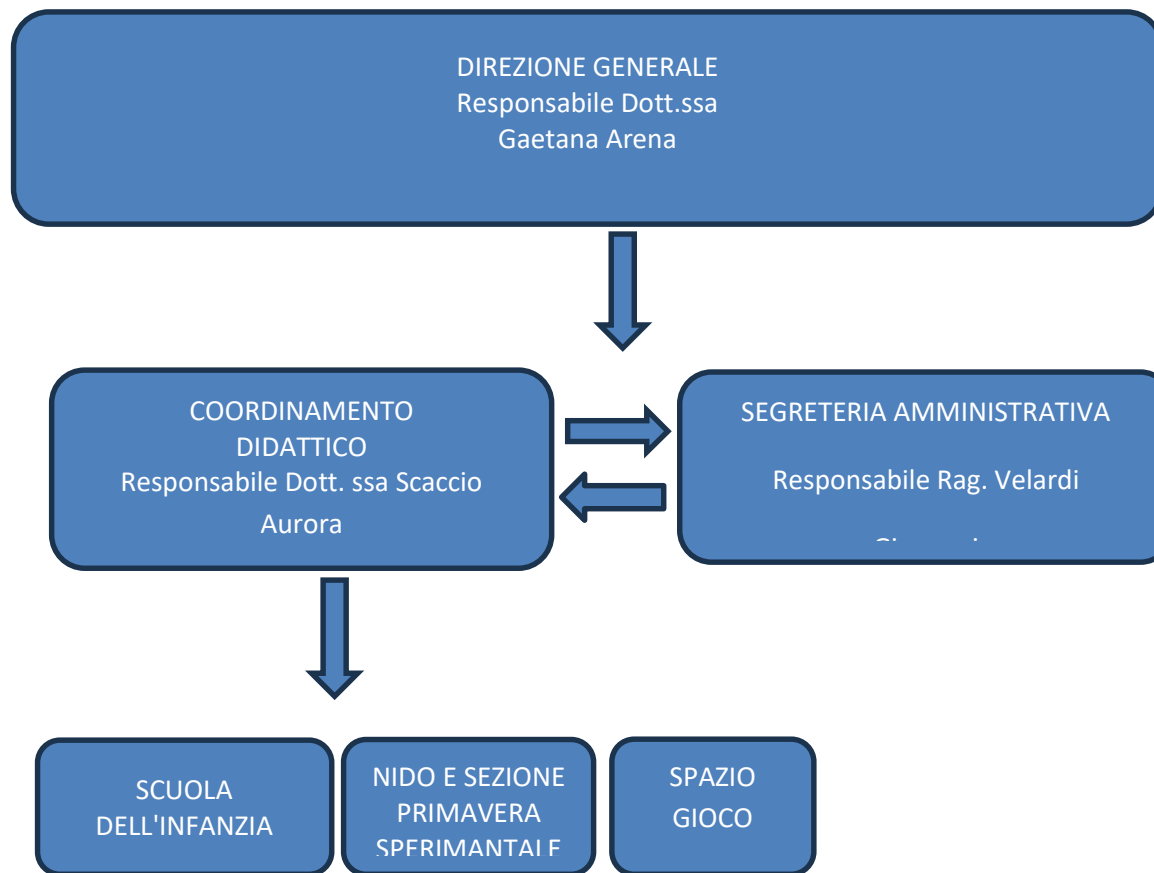 DIREZIONE GENERALE
Responsabile Dott.ssa
Gaetana Arena
COORDINAMENTO
DIDATTICO
Responsabile Dott. ssa Scaccio
Aurora
SEGRETERIA AMMINISTRATIVA
Responsabile Rag. Velardi
SCUOLA
DELL'INFANZIA
NIDO E SEZIONE
PRIMAVERA
SPERIMANTALE
SPAZIO
GIOCO